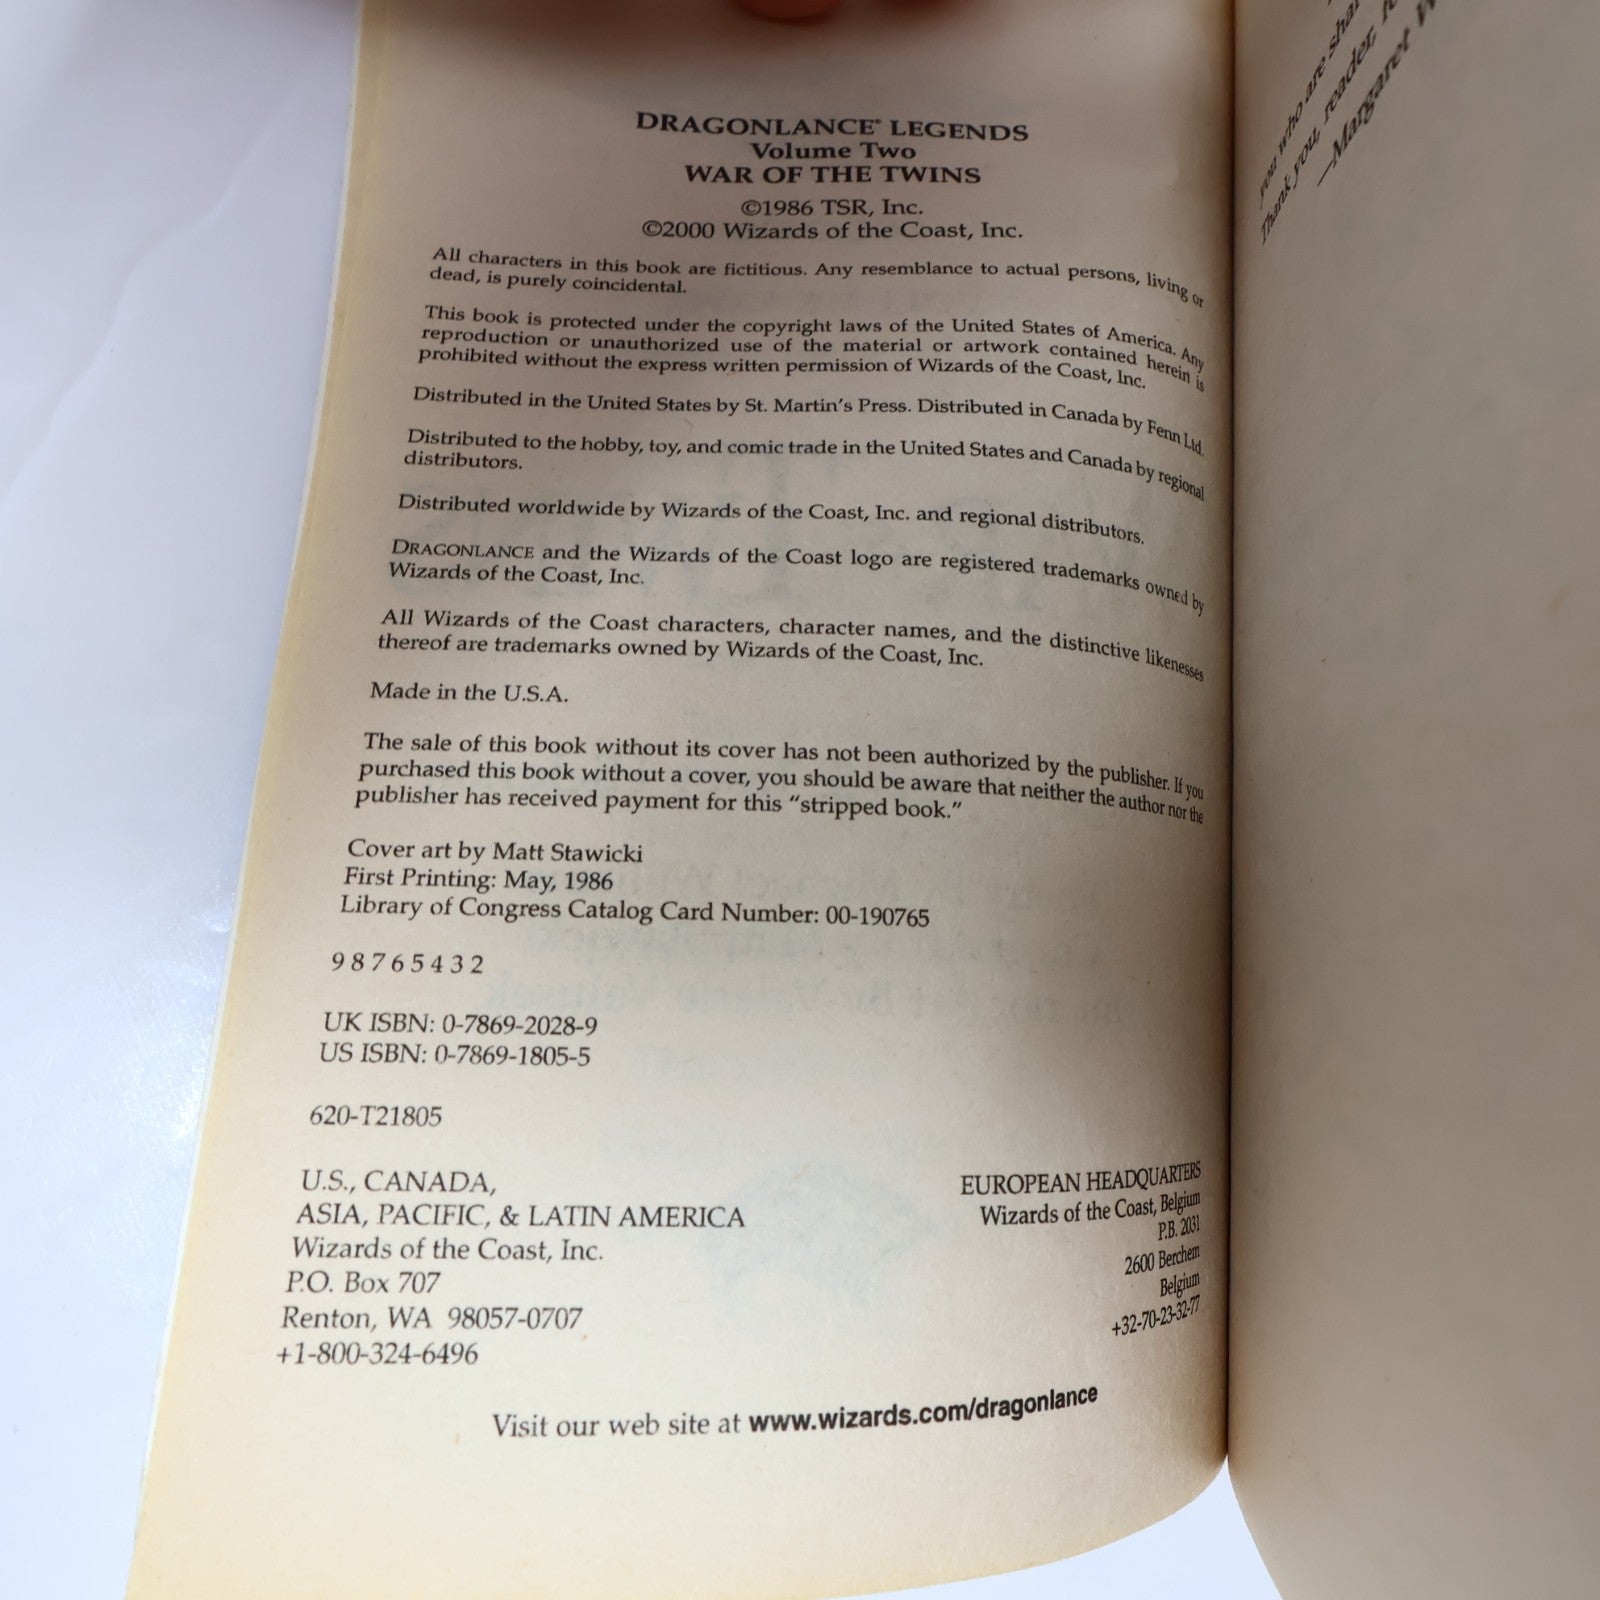 DRAGONLANCE® LEGENDS
Volume Two
WAR OF THE TWINS
©1986 TSR, Inc.
©2000 Wizards of the Coast, Inc.
All characters in this book are fictitious. Any resemblance to actual persons, living or
dead, is purely coincidental.
This book is protected under the copyright laws of the United States of America. Any
reproduction or unauthorized use of the material or artwork contained herein is
prohibited without the express written permission of Wizards of the Coast, Inc.
Distributed in the United States by St. Martin's Press. Distributed in Canada by Fenn Ltd.
Distributed to the hobby, toy, and comic trade in the United States and Canada by regional
distributors.
Distributed worldwide by Wizards of the Coast, Inc. and regional distributors.
DRAGONLANCE and the Wizards of the Coast logo are registered trademarks owned by
Wizards of the Coast, Inc.
All Wizards of the Coast characters, character names, and the distinctive likenesses
thereof are trademarks owned by Wizards of the Coast, Inc.
Made in the U.S.A.
The sale of this book without its cover has not been authorized by the publisher. If you
purchased this book without a cover, you should be aware that neither the author nor the
publisher has received payment for this "stripped book."
Cover art by Matt Stawicki
First Printing: May, 1986
Library of Congress Catalog Card Number: 00-190765
9 8 7 6 5 4 3 2
UK ISBN: 0-7869-2028-9
US ISBN: 0-7869-1805-5
620-T21805
U.S., CANADA,
ASIA, PACIFIC, & LATIN AMERICA
Wizards of the Coast, Inc.
P.O. Box 707
Renton, WA 98057-0707
+1-800-324-6496
EUROPEAN HEADQUARTERS
Wizards of the Coast, Belgium
P.B. 2031
2600 Berchem
Belgium
+32-70-23-32-77
Visit our web site at www.wizards.com/dragonlance
you who are
Thank you, reader,
—Margaret